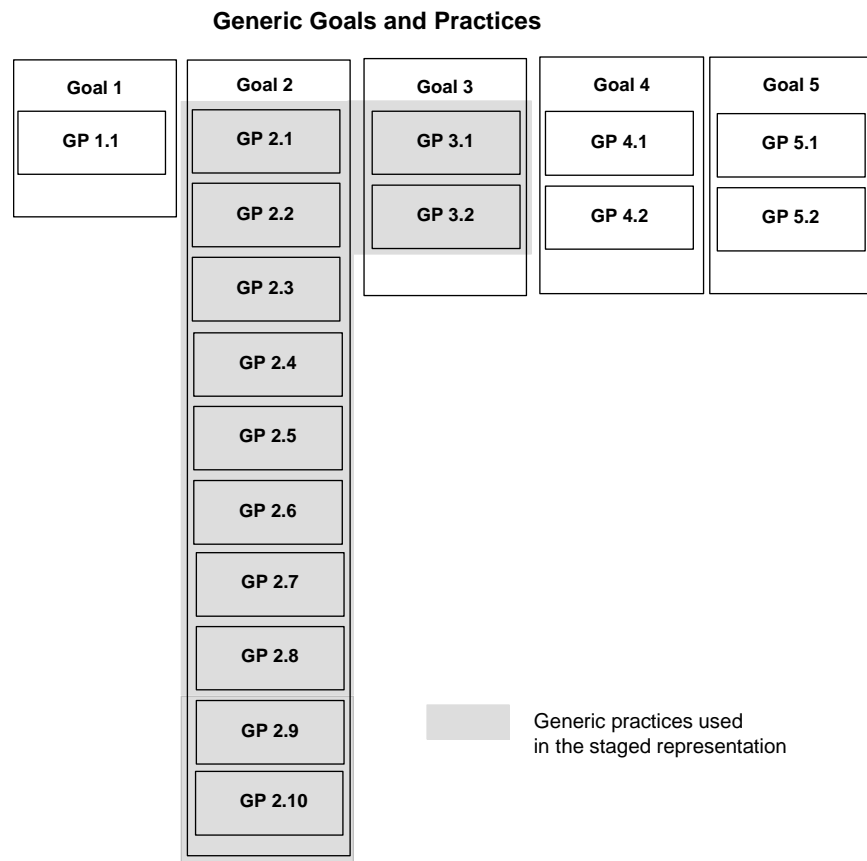 Generic Goals and Practices
Goal 1
Goal 2
Goal 3
Goal 4
Goal 5
GP 1.1
GP 2.1
GP 3.1
GP 4.1
GP 5.1
GP 2.2
GP 3.2
GP 4.2
GP 5.2
GP 2.3
GP 2.4
GP 2.5
GP 2.6
GP 2.7
GP 2.8
GP 2.9
GP 2.10
Generic practices used
in the staged representation